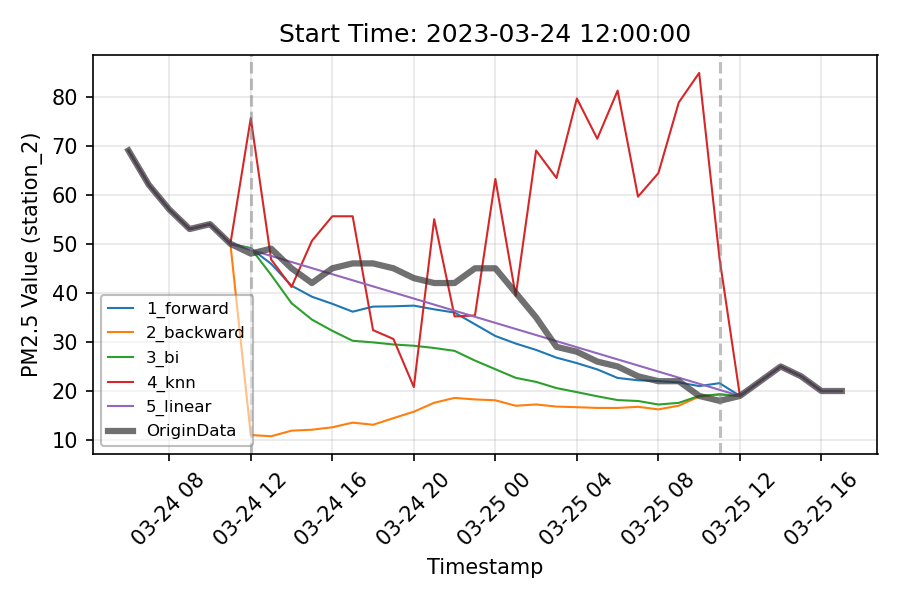 Start Time: 2023-03-24 12:00:00
PM2.5 Value (station_2)
80
70
60
50
40
30
20
10
1_forward
2_backward
3_bi
4_knn
5_linear
OriginData
03-24 08
03-24 12
03-24 16
03-24 20
03-25 00
03-25 04
03-25 08
03-25 12
03-25 16
Timestamp